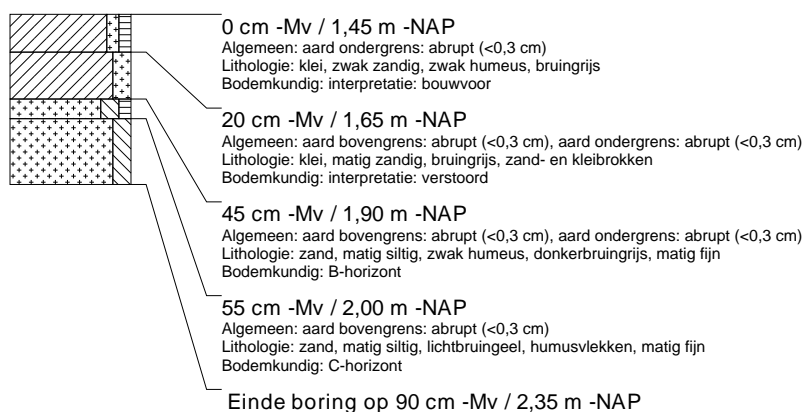 0 cm -Mv / 1,45 m -NAP
Algemeen: aard ondergrens: abrupt (<0,3 cm)
Lithologie: klei, zwak zandig, zwak humeus, bruingrijs
Bodemkundig: interpretatie: bouwvoor
20 cm -Mv / 1,65 m -NAP
Algemeen: aard bovengrens: abrupt (<0,3 cm), aard ondergrens: abrupt (<0,3 cm)
Lithologie: klei, matig zandig, bruingrijs, zand- en kleibrokken
Bodemkundig: interpretatie: verstoord
45 cm -Mv / 1,90 m -NAP
Algemeen: aard bovengrens: abrupt (<0,3 cm), aard ondergrens: abrupt (<0,3 cm)
Lithologie: zand, matig siltig, zwak humeus, donkerbruingrijs, matig fijn
Bodemkundig: B-horizont
55 cm -Mv / 2,00 m -NAP
Algemeen: aard bovengrens: abrupt (<0,3 cm)
Lithologie: zand, matig siltig, lichtbruingeel, humusvlekken, matig fijn
Bodemkundig: C-horizont
Einde boring op 90 cm -Mv / 2,35 m -NAP